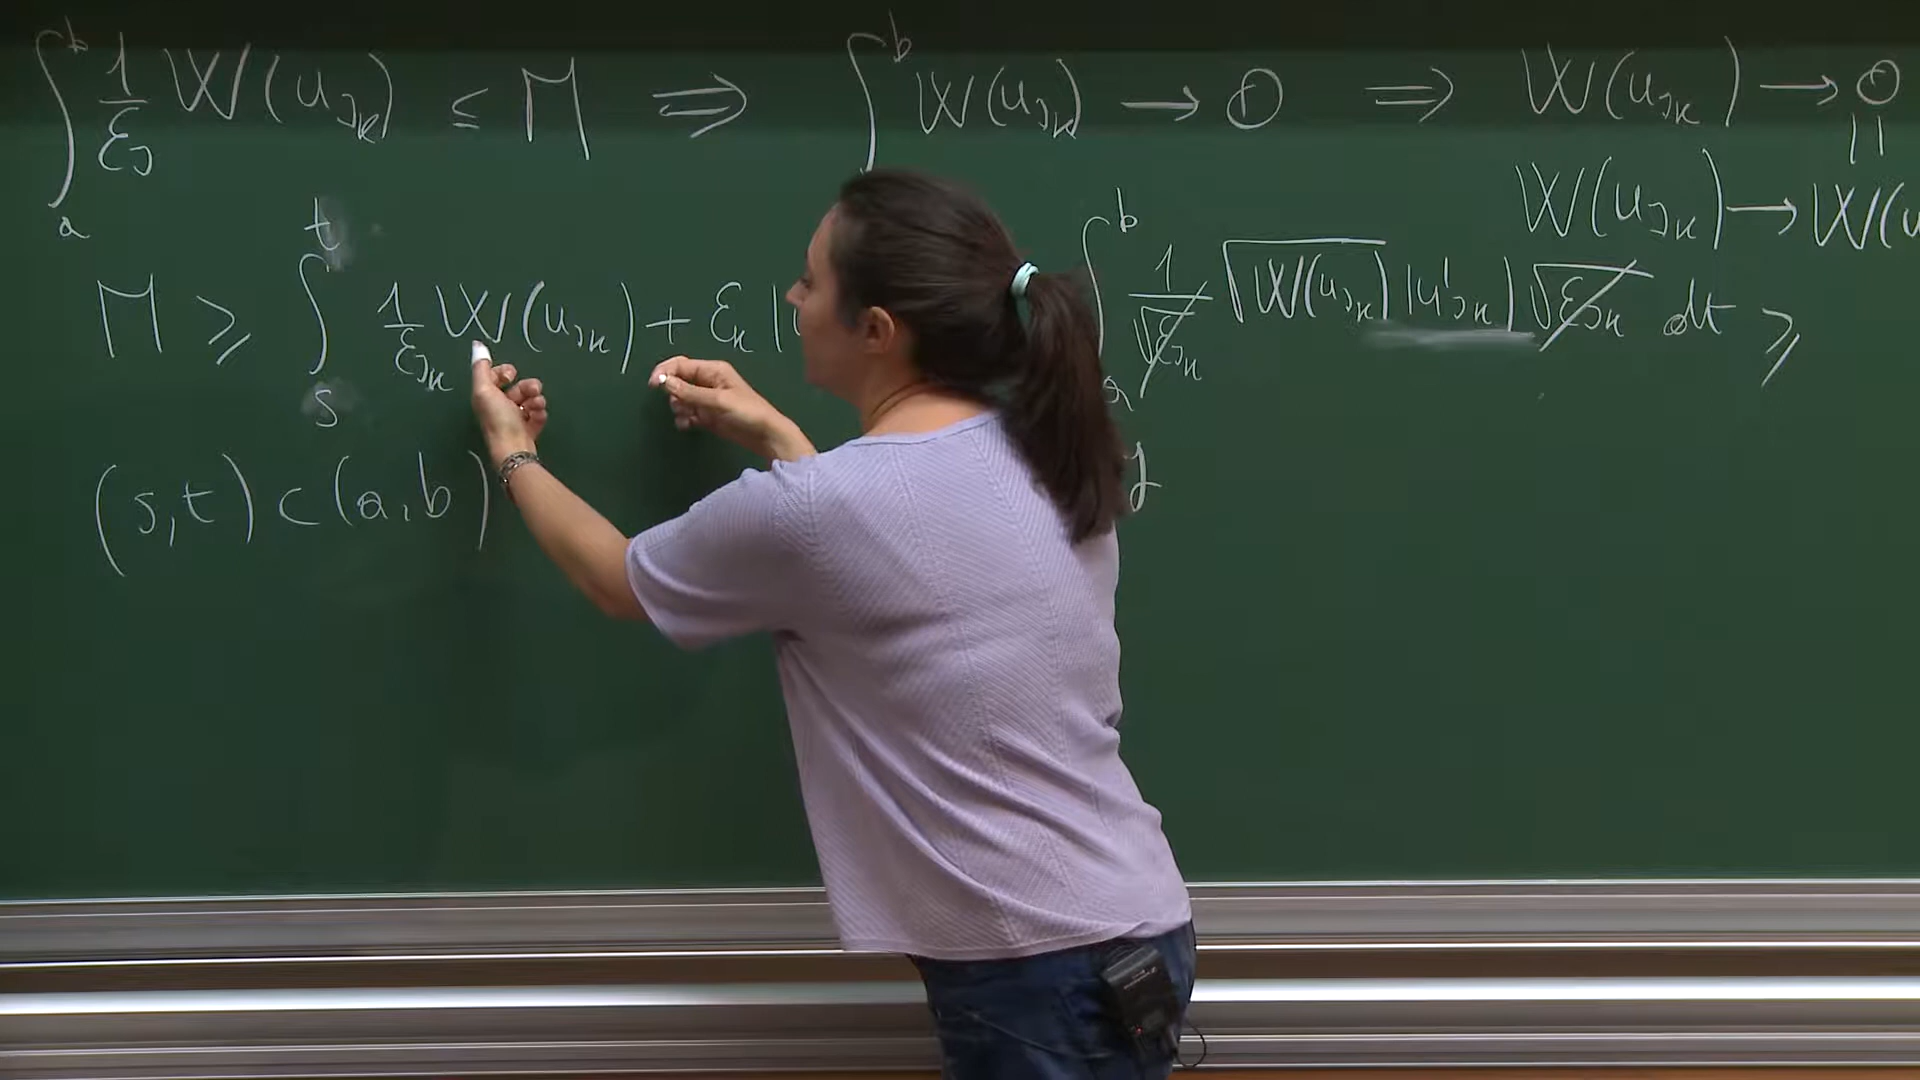 ∫_a^b 1/ε_j W(u_{j_k}) ≤ M ⟹ ∫^b W(u_{j_k}) → 0 ⟹ W(u_{j_k}) → 0
||
W(u_{j_k}) → W(u
M ≥ ∫_s^t 1/ε_{j_k} W(u_{j_k}) + ε_k | ∫_a^b 1/√ε_{j_k} √W(u_{j_k}) |u'_{j_k}| √ε_{j_k} dt ≥
(s,t) ⊂ (a,b)